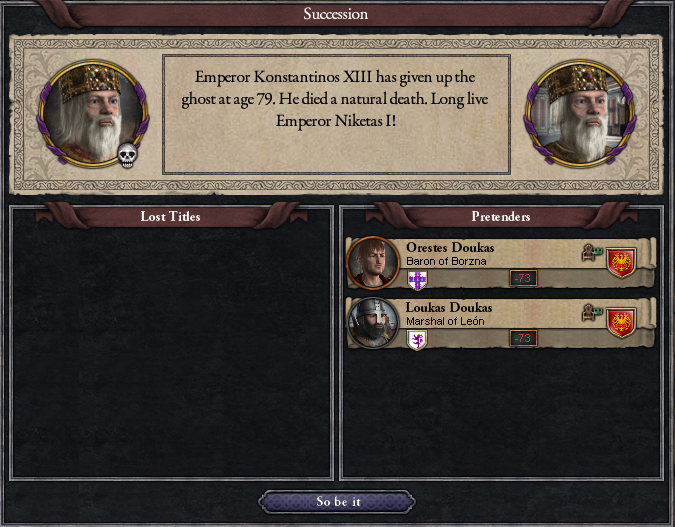 Succession
Emperor Konstantinos XIII has given up the
ghost at age 79. He died a natural death. Long live
Emperor Niketas I!
Lost Titles
Pretenders
Orestes Doukas
Baron of Borzna
-73
Loukas Doukas
Marshal of León
-73
So be it